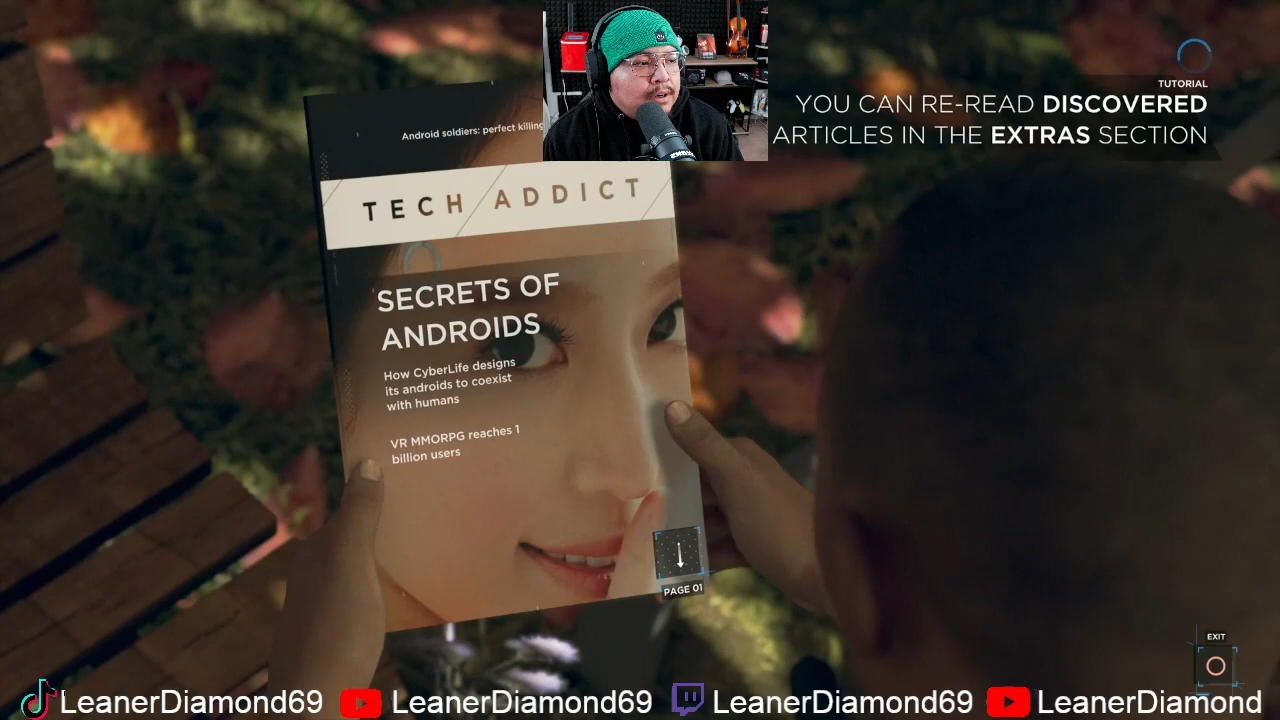 TUTORIAL
YOU CAN RE-READ DISCOVERED
ARTICLES IN THE EXTRAS SECTION
Android soldiers: perfect killing
TECH ADDICT
SECRETS OF
ANDROIDS
How CyberLife designs
its androids to coexist
with humans
VR MMORPG reaches 1
billion users
PAGE 01
EXIT
LeanerDiamond69 LeanerDiamond69 LeanerDiamond69 LeanerDiamond